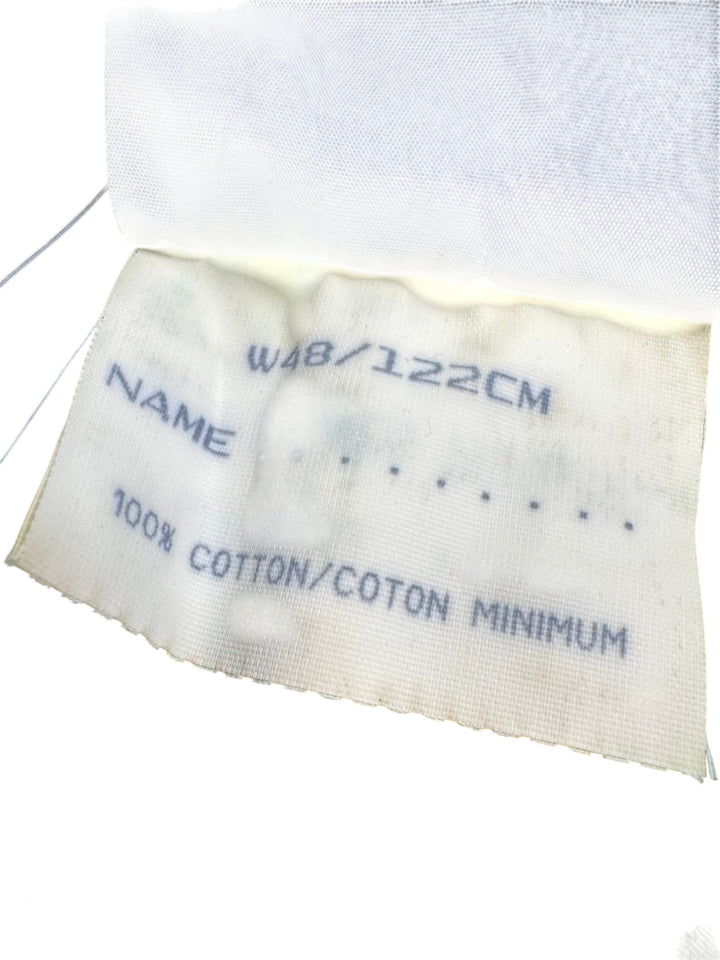 W48/122CM
NAME ........
100% COTTON/COTON MINIMUM